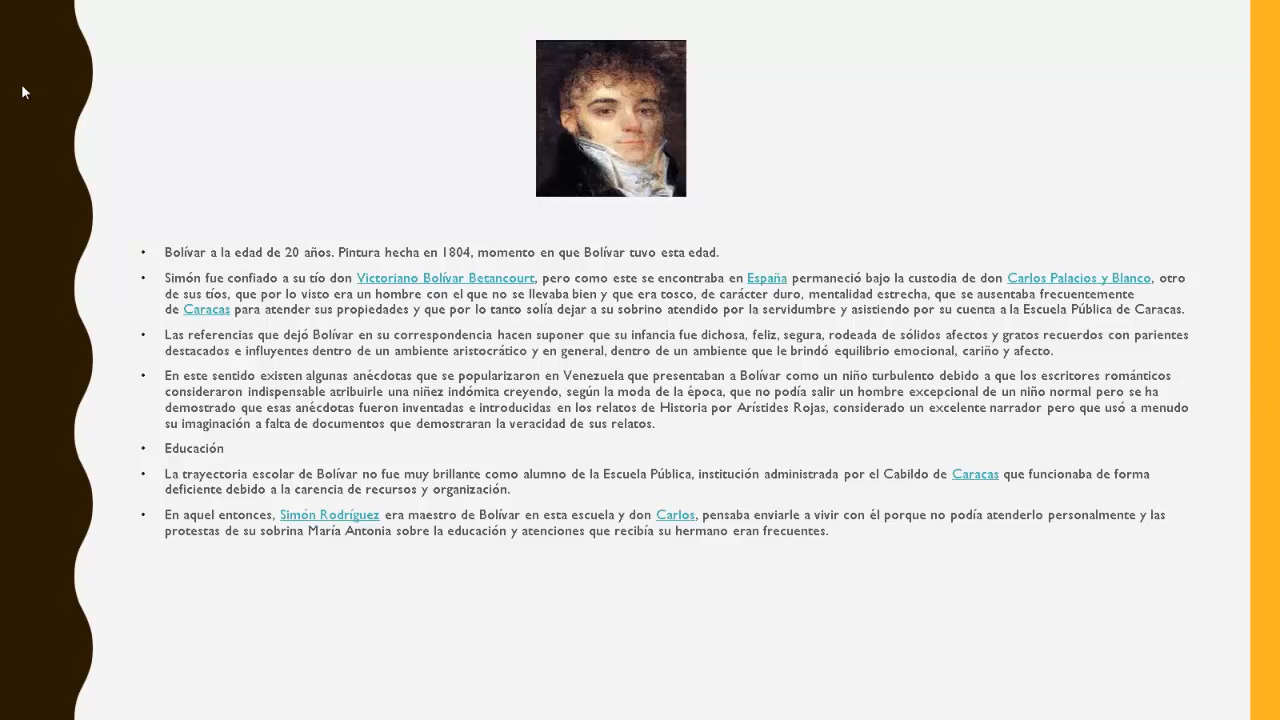 • Bolívar a la edad de 20 años. Pintura hecha en 1804, momento en que Bolívar tuvo esta edad.
• Simón fue confiado a su tío don Victoriano Bolívar Betancourt, pero como este se encontraba en España permaneció bajo la custodia de don Carlos Palacios y Blanco, otro
de sus tíos, que por lo visto era un hombre con el que no se llevaba bien y que era tosco, de carácter duro, mentalidad estrecha, que se ausentaba frecuentemente
de Caracas para atender sus propiedades y que por lo tanto solía dejar a su sobrino atendido por la servidumbre y asistiendo por su cuenta a la Escuela Pública de Caracas.
• Las referencias que dejó Bolívar en su correspondencia hacen suponer que su infancia fue dichosa, feliz, segura, rodeada de sólidos afectos y gratos recuerdos con parientes
destacados e influyentes dentro de un ambiente aristocrático y en general, dentro de un ambiente que le brindó equilibrio emocional, cariño y afecto.
• En este sentido existen algunas anécdotas que se popularizaron en Venezuela que presentaban a Bolívar como un niño turbulento debido a que los escritores románticos
consideraron indispensable atribuirle una niñez indómita creyendo, según la moda de la época, que no podía salir un hombre excepcional de un niño normal pero se ha
demostrado que esas anécdotas fueron inventadas e introducidas en los relatos de Historia por Arístides Rojas, considerado un excelente narrador pero que usó a menudo
su imaginación a falta de documentos que demostraran la veracidad de sus relatos.
• Educación
• La trayectoria escolar de Bolívar no fue muy brillante como alumno de la Escuela Pública, institución administrada por el Cabildo de Caracas que funcionaba de forma
deficiente debido a la carencia de recursos y organización.
• En aquel entonces, Simón Rodríguez era maestro de Bolívar en esta escuela y don Carlos, pensaba enviarle a vivir con él porque no podía atenderlo personalmente y las
protestas de su sobrina María Antonia sobre la educación y atenciones que recibía su hermano eran frecuentes.